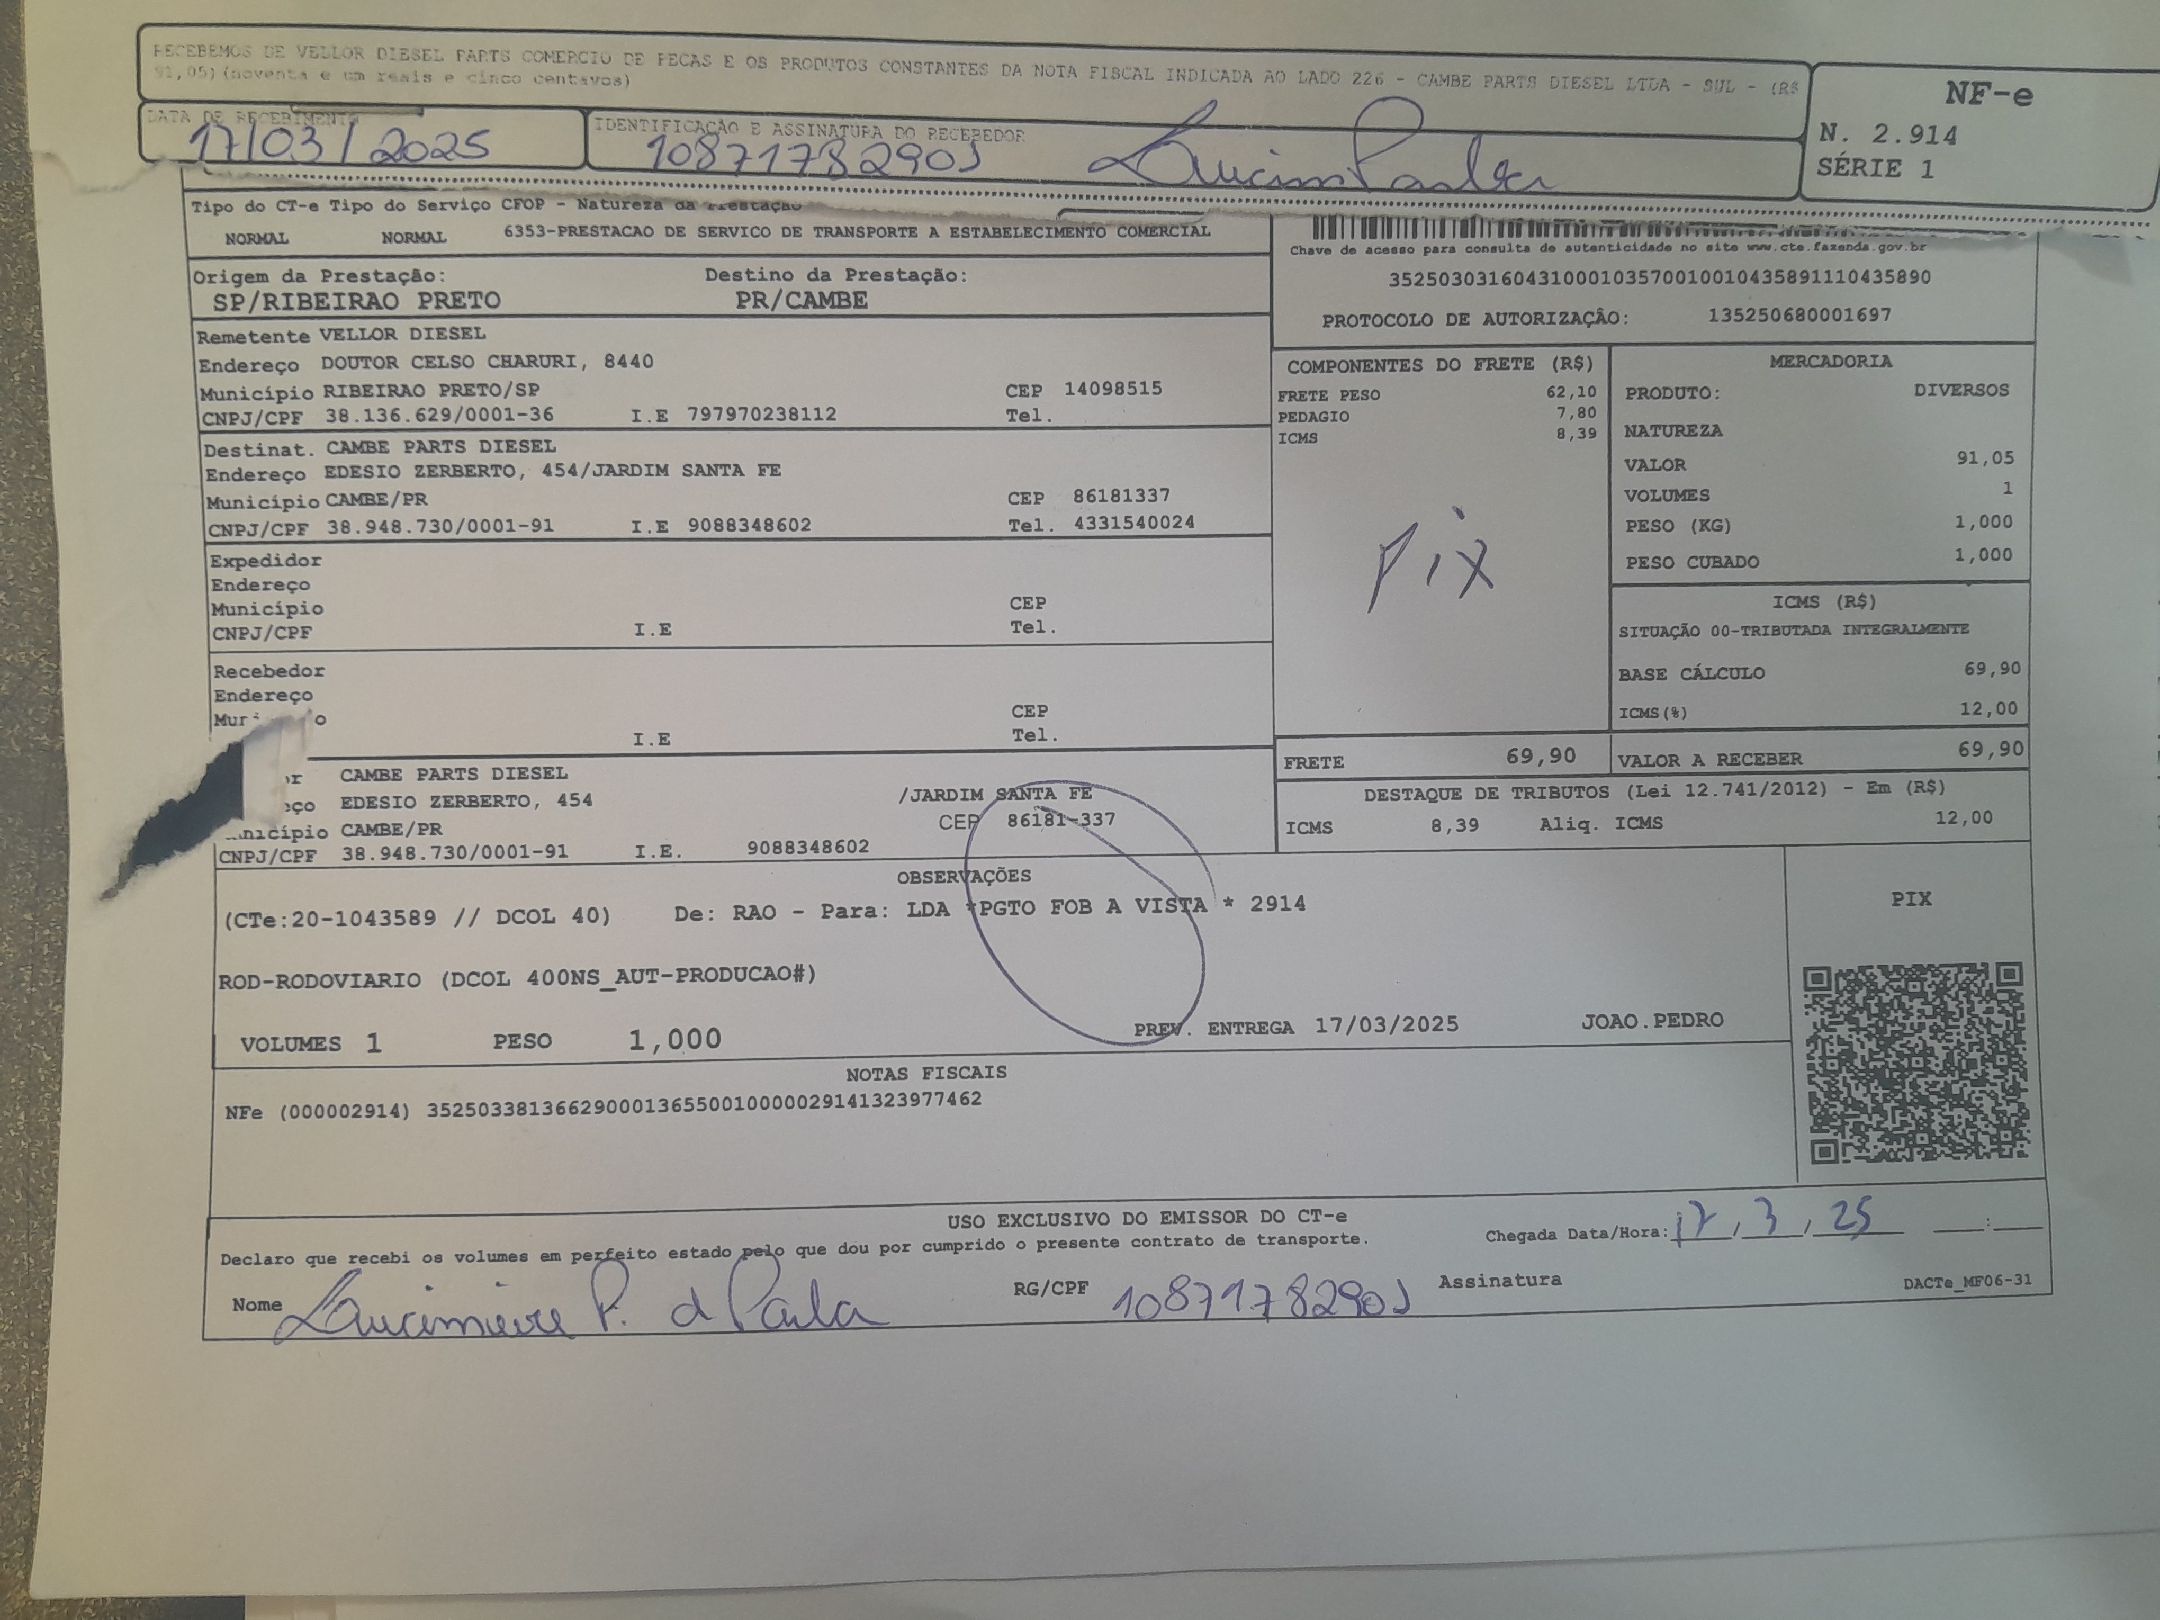 RECEBEMOS DE VELLOR DIESEL PARTS COMERCIO DE PECAS E OS PRODUTOS CONSTANTES DA NOTA FISCAL INDICADA AO LADO 226 - CAMBE PARTS DIESEL LTDA - SUL - (R$
91,05) (noventa e um reais e cinco centavos)
NF-e
N. 2.914
SÉRIE 1
DATA DE RECEBIMENTO
17/03/2025
IDENTIFICAÇÃO E ASSINATURA DO RECEBEDOR
10871782903
Tipo do CT-e Tipo do Serviço CFOP - Natureza da Prestação
NORMAL NORMAL 6353-PRESTACAO DE SERVICO DE TRANSPORTE A ESTABELECIMENTO COMERCIAL
Chave de acesso para consulta de autenticidade no site www.cte.fazenda.gov.br
35250303160431000103570010010435891110435890
PROTOCOLO DE AUTORIZAÇÃO: 135250680001697
Origem da Prestação: Destino da Prestação:
SP/RIBEIRAO PRETO PR/CAMBE
Remetente VELLOR DIESEL
Endereço DOUTOR CELSO CHARURI, 8440
Município RIBEIRAO PRETO/SP CEP 14098515
CNPJ/CPF 38.136.629/0001-36 I.E 797970238112 Tel.
Destinat. CAMBE PARTS DIESEL
Endereço EDESIO ZERBERTO, 454/JARDIM SANTA FE
Município CAMBE/PR CEP 86181337
CNPJ/CPF 38.948.730/0001-91 I.E 9088348602 Tel. 4331540024
Expedidor
Endereço
Município CEP
CNPJ/CPF I.E Tel.
Recebedor
Endereço
CEP
I.E Tel.
CAMBE PARTS DIESEL
EDESIO ZERBERTO, 454 /JARDIM SANTA FE
Município CAMBE/PR CEP 86181-337
CNPJ/CPF 38.948.730/0001-91 I.E. 9088348602
COMPONENTES DO FRETE (R$)
FRETE PESO 62,10
PEDAGIO 7,80
ICMS 8,39
Pix
MERCADORIA
PRODUTO: DIVERSOS
NATUREZA
VALOR 91,05
VOLUMES 1
PESO (KG) 1,000
PESO CUBADO 1,000
ICMS (R$)
SITUAÇÃO 00-TRIBUTADA INTEGRALMENTE
BASE CÁLCULO 69,90
ICMS(%) 12,00
FRETE 69,90 VALOR A RECEBER 69,90
DESTAQUE DE TRIBUTOS (Lei 12.741/2012) - Em (R$)
ICMS 8,39 Aliq. ICMS 12,00
OBSERVAÇÕES
(CTe:20-1043589 // DCOL 40) De: RAO - Para: LDA *PGTO FOB A VISTA * 2914
ROD-RODOVIARIO (DCOL 400NS_AUT-PRODUCAO#)
VOLUMES 1 PESO 1,000 PREV. ENTREGA 17/03/2025 JOAO.PEDRO
PIX
NOTAS FISCAIS
NFe (000002914) 35250338136629000136550010000029141323977462
USO EXCLUSIVO DO EMISSOR DO CT-e
Declaro que recebi os volumes em perfeito estado pelo que dou por cumprido o presente contrato de transporte.
Chegada Data/Hora: 17, 3, 25 :
Nome Laucimieire P. d Paula RG/CPF 10871782903 Assinatura
DACTe_MF06-31